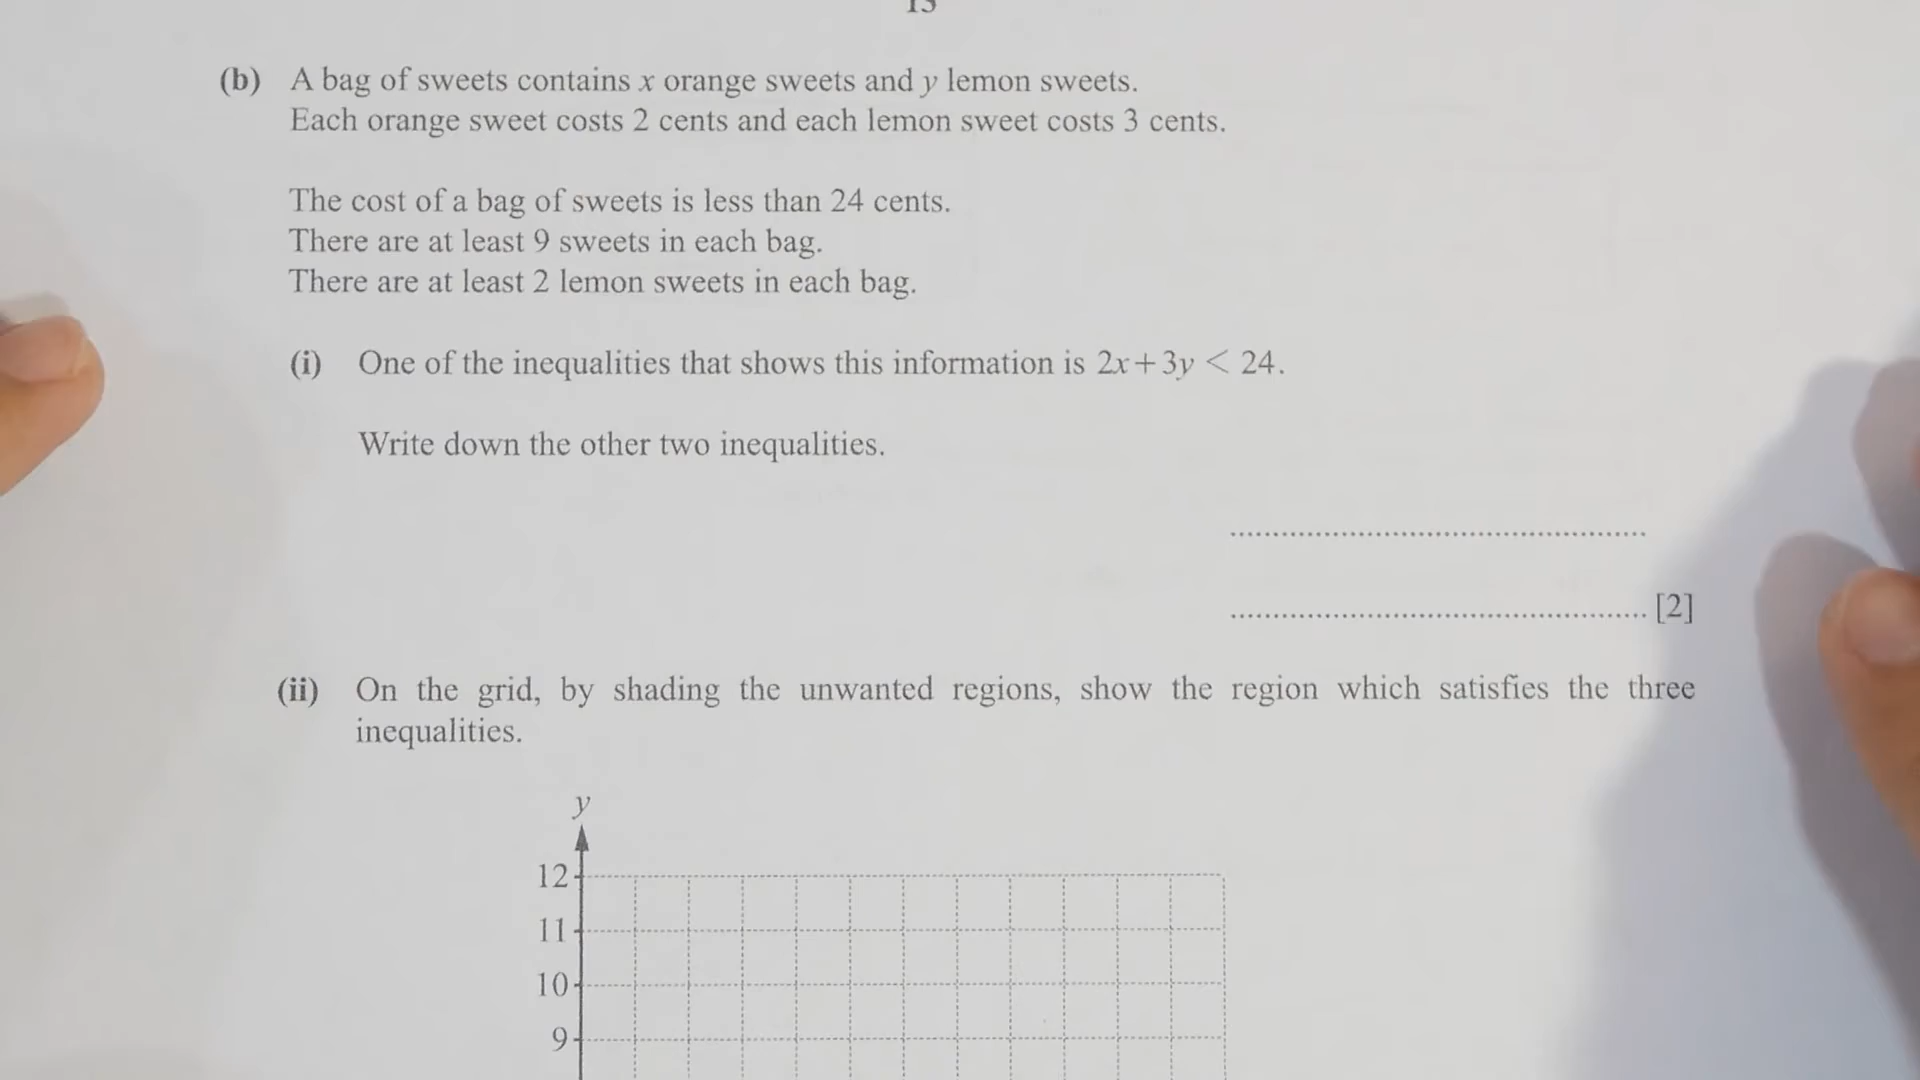 13
(b) A bag of sweets contains x orange sweets and y lemon sweets.
Each orange sweet costs 2 cents and each lemon sweet costs 3 cents.
The cost of a bag of sweets is less than 24 cents.
There are at least 9 sweets in each bag.
There are at least 2 lemon sweets in each bag.
(i) One of the inequalities that shows this information is 2x+3y < 24.
Write down the other two inequalities.
................................................
................................................ [2]
(ii) On the grid, by shading the unwanted regions, show the region which satisfies the three
inequalities.
y
12
11
10
9